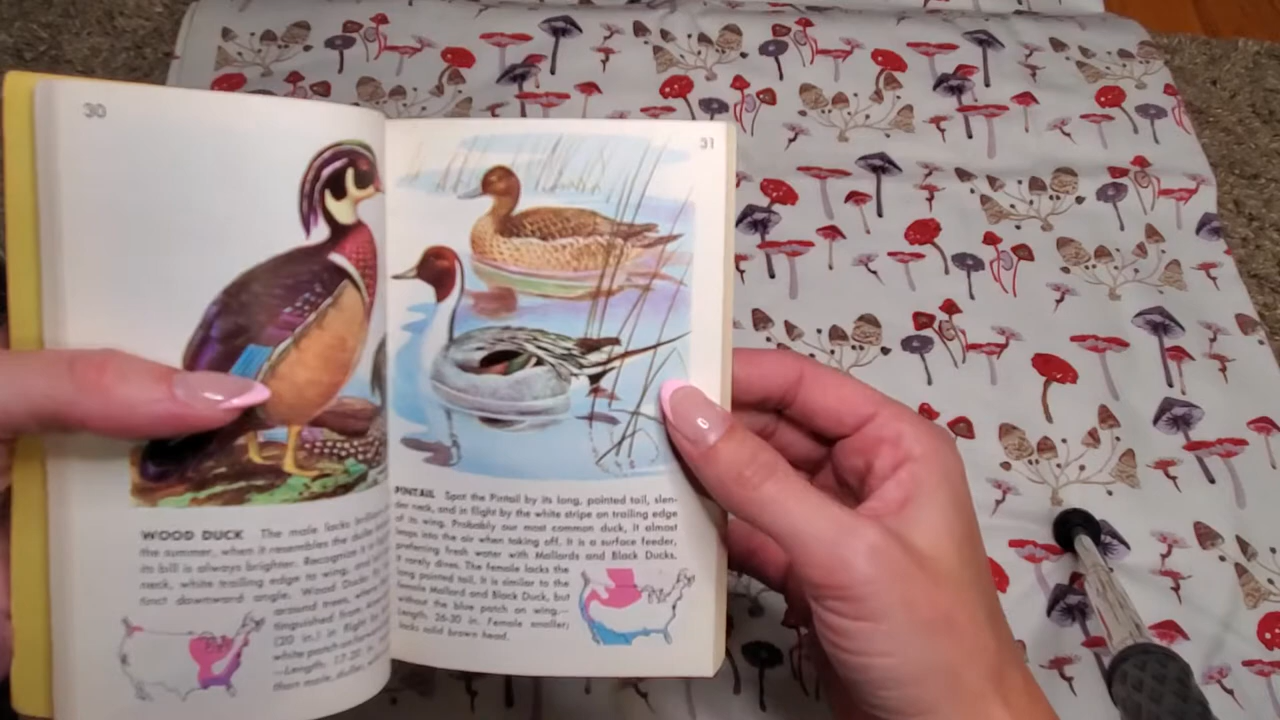 30
WOOD DUCK The male lacks
the summer, when it resembles the
its bill is always brighter. Recognize it
neck, white trailing edge to wing, and
tinct downward angle. Wood Ducks
around trees, where
tinguished from
(20 in.) in flight by
white patch
—Length, 17-20
than male, duller
31
PINTAIL Spot the Pintail by its long, pointed tail, slen-
der neck, and in flight by the white stripe on trailing edge
of its wing. Probably our most common duck, it almost
leaps into the air when taking off. It is a surface feeder,
preferring fresh water with Mallards and Black Ducks.
rarely dives. The female lacks the
long pointed tail. It is similar to the
female Mallard and Black Duck, but
without the blue patch on wing.—
Length, 26-30 in. Female smaller;
lacks solid brown head.